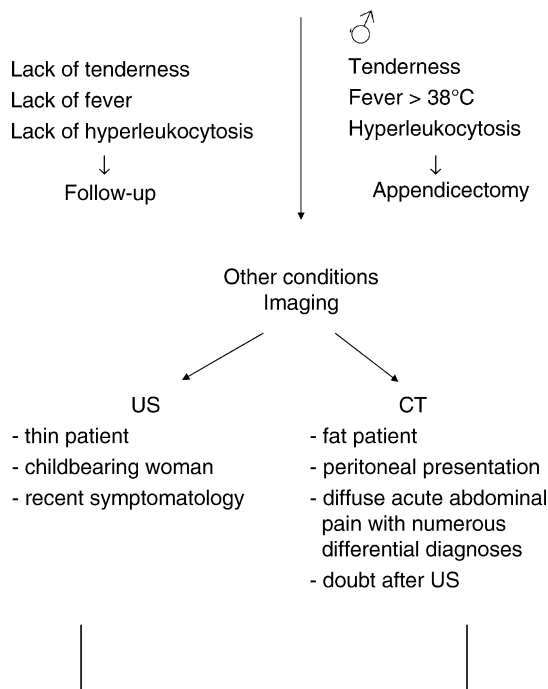 ♂
Lack of tenderness
Lack of fever
Lack of hyperleukocytosis
↓
Follow-up
Tenderness
Fever > 38°C
Hyperleukocytosis
↓
Appendicectomy
Other conditions
Imaging
US
- thin patient
- childbearing woman
- recent symptomatology
CT
- fat patient
- peritoneal presentation
- diffuse acute abdominal
pain with numerous
differential diagnoses
- doubt after US